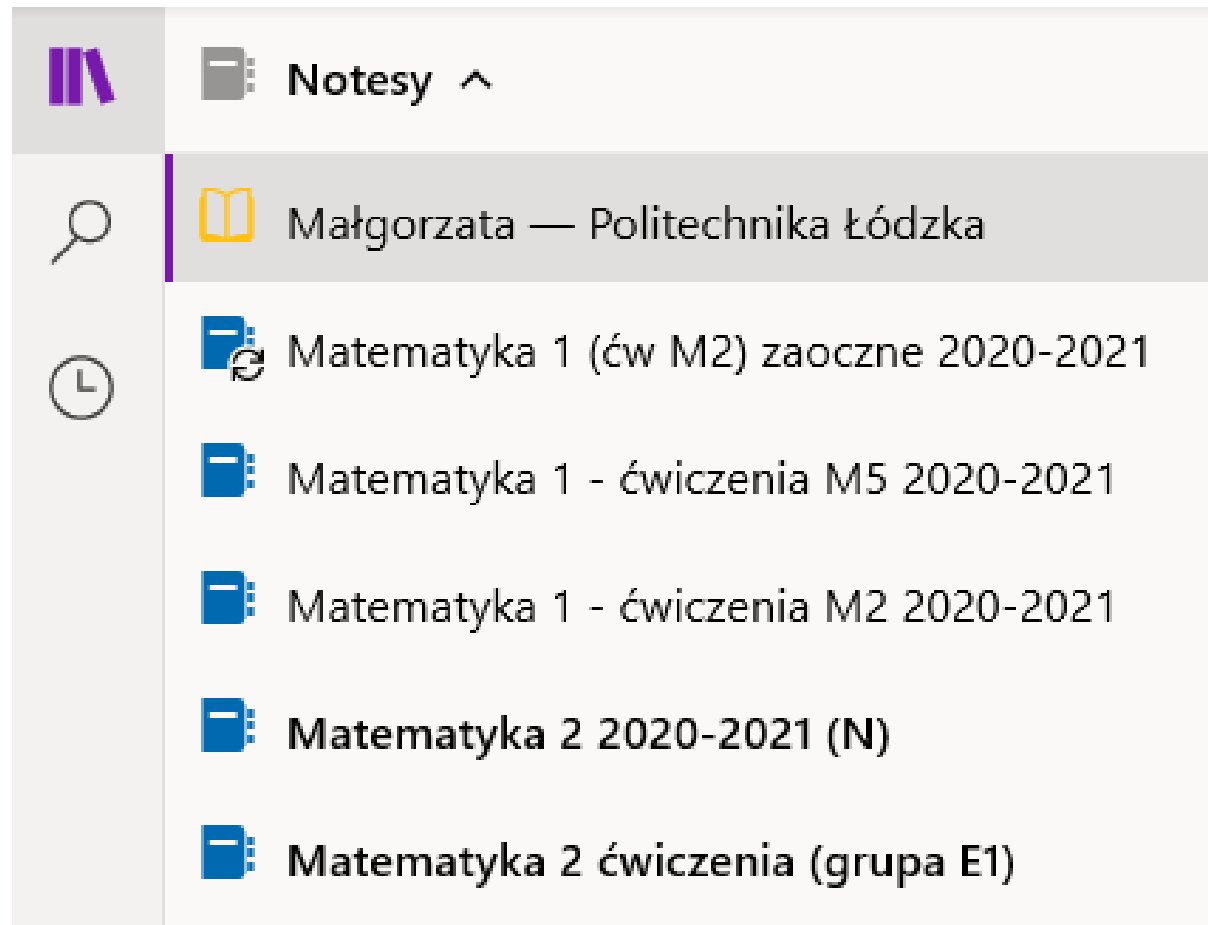 Notesy
Małgorzata — Politechnika Łódzka
Matematyka 1 (ćw M2) zaoczne 2020-2021
Matematyka 1 - ćwiczenia M5 2020-2021
Matematyka 1 - ćwiczenia M2 2020-2021
Matematyka 2 2020-2021 (N)
Matematyka 2 ćwiczenia (grupa E1)